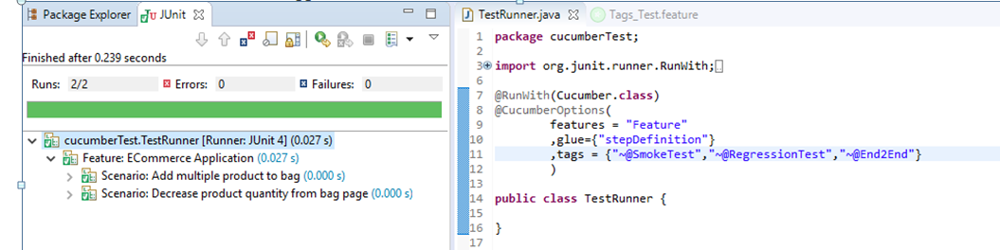 Package Explorer JUnit
Finished after 0.239 seconds
Runs: 2/2 Errors: 0 Failures: 0
cucumberTest.TestRunner [Runner: JUnit 4] (0.027 s)
Feature: ECommerce Application (0.027 s)
Scenario: Add multiple product to bag (0.000 s)
Scenario: Decrease product quantity from bag page (0.000 s)
TestRunner.java Tags_Test.feature
1 package cucumberTest;
2
3 import org.junit.runner.RunWith;
6
7 @RunWith(Cucumber.class)
8 @CucumberOptions(
9 features = "Feature"
10 ,glue={"stepDefinition"}
11 ,tags = {"~@SmokeTest","~@RegressionTest","~@End2End"}
12 )
13
14 public class TestRunner {
15
16 }
17